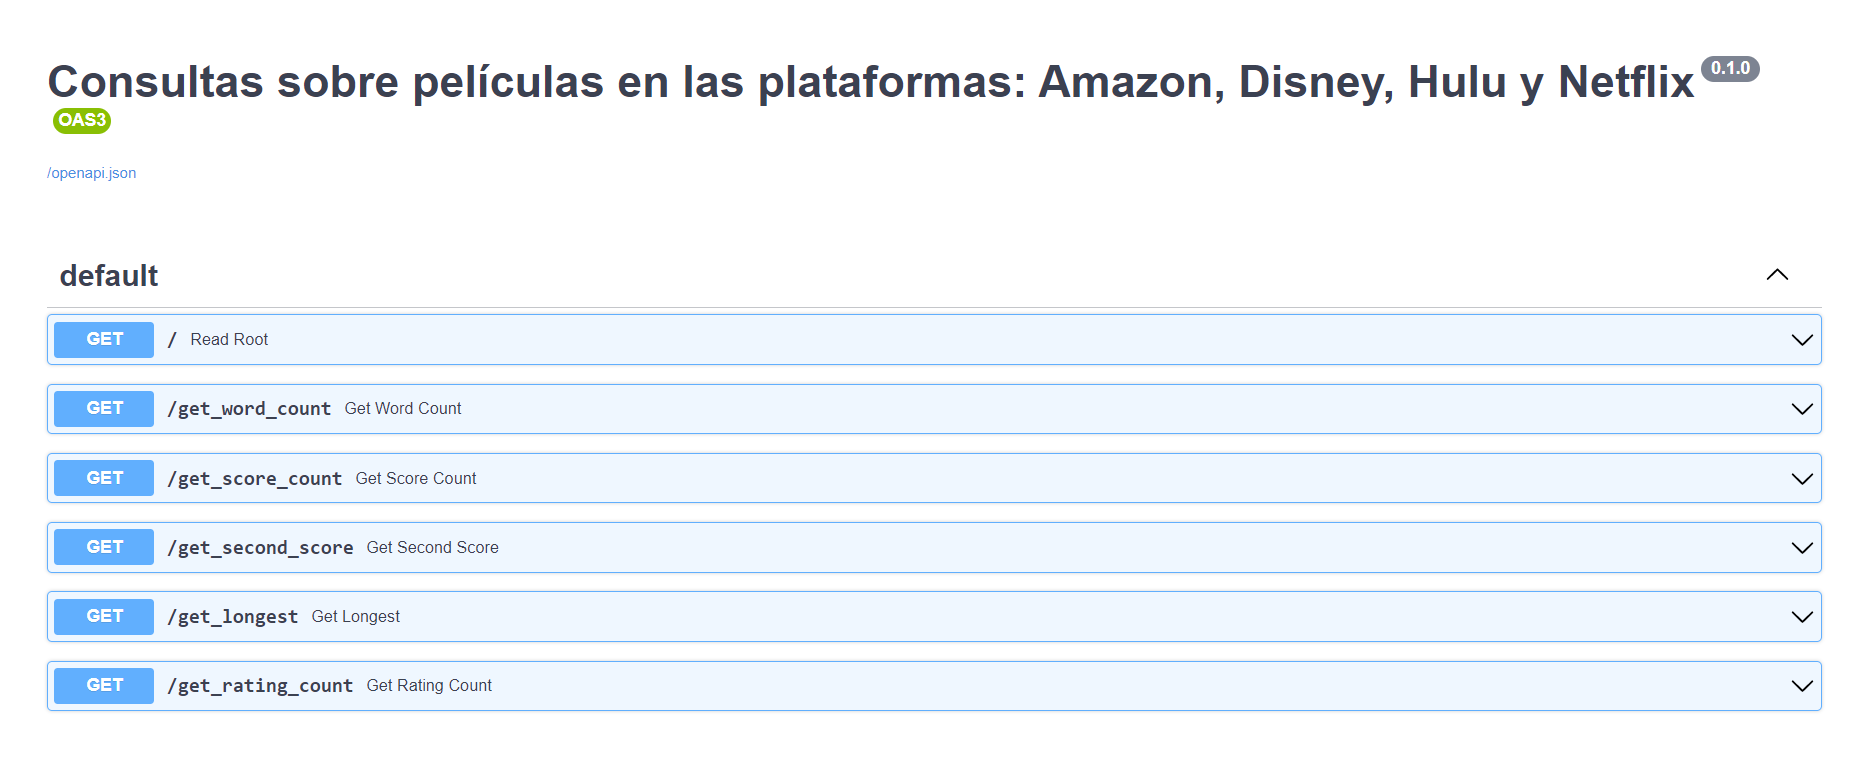 Consultas sobre películas en las plataformas: Amazon, Disney, Hulu y Netflix 0.1.0
OAS3
/openapi.json
default
GET / Read Root
GET /get_word_count Get Word Count
GET /get_score_count Get Score Count
GET /get_second_score Get Second Score
GET /get_longest Get Longest
GET /get_rating_count Get Rating Count